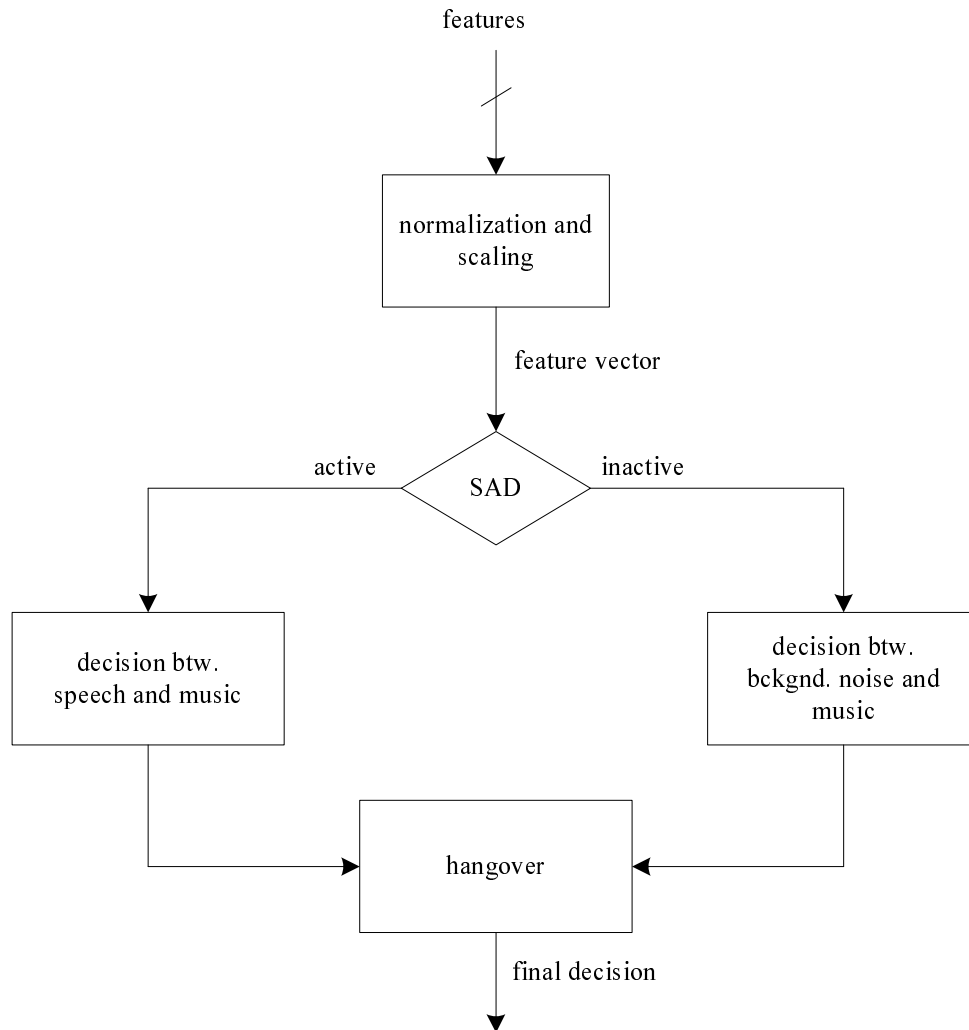 features
normalization and
scaling
feature vector
active
inactive
SAD
decision btw.
speech and music
decision btw.
bckgnd. noise and
music
hangover
final decision